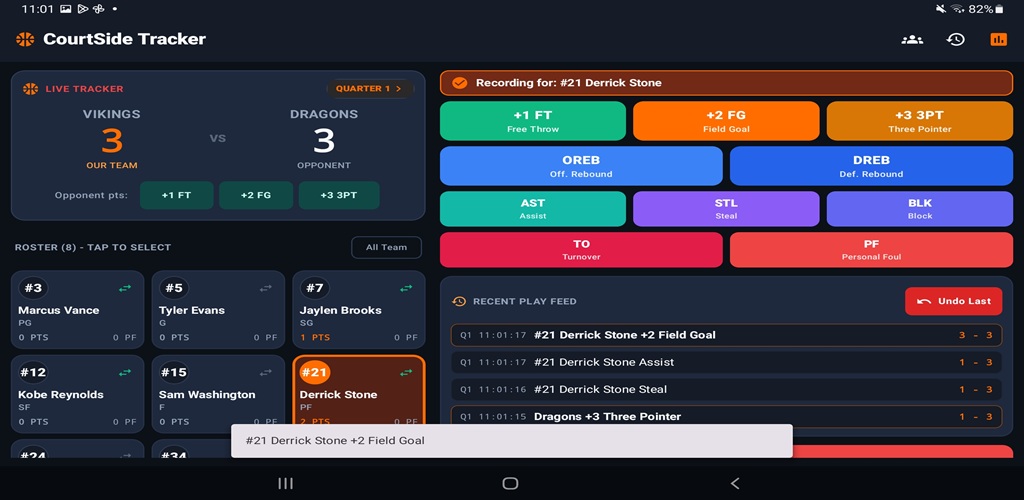 11:01
82%
CourtSide Tracker
LIVE TRACKER
QUARTER 1 >
VIKINGS
3
OUR TEAM
VS
DRAGONS
3
OPPONENT
Opponent pts:
+1 FT
+2 FG
+3 3PT
ROSTER (8) - TAP TO SELECT
All Team
#3
Marcus Vance
PG
0 PTS
0 PF
#5
Tyler Evans
G
0 PTS
0 PF
#7
Jaylen Brooks
SG
1 PTS
0 PF
#12
Kobe Reynolds
SF
0 PTS
0 PF
#15
Sam Washington
F
0 PTS
0 PF
#21
Derrick Stone
PF
2 PTS
0 PF
#24
#34
Recording for: #21 Derrick Stone
+1 FT
Free Throw
+2 FG
Field Goal
+3 3PT
Three Pointer
OREB
Off. Rebound
DREB
Def. Rebound
AST
Assist
STL
Steal
BLK
Block
TO
Turnover
PF
Personal Foul
RECENT PLAY FEED
Undo Last
Q1 11:01:17 #21 Derrick Stone +2 Field Goal 3 - 3
Q1 11:01:17 #21 Derrick Stone Assist 1 - 3
Q1 11:01:16 #21 Derrick Stone Steal 1 - 3
Q1 11:01:15 Dragons +3 Three Pointer 1 - 3
#21 Derrick Stone +2 Field Goal